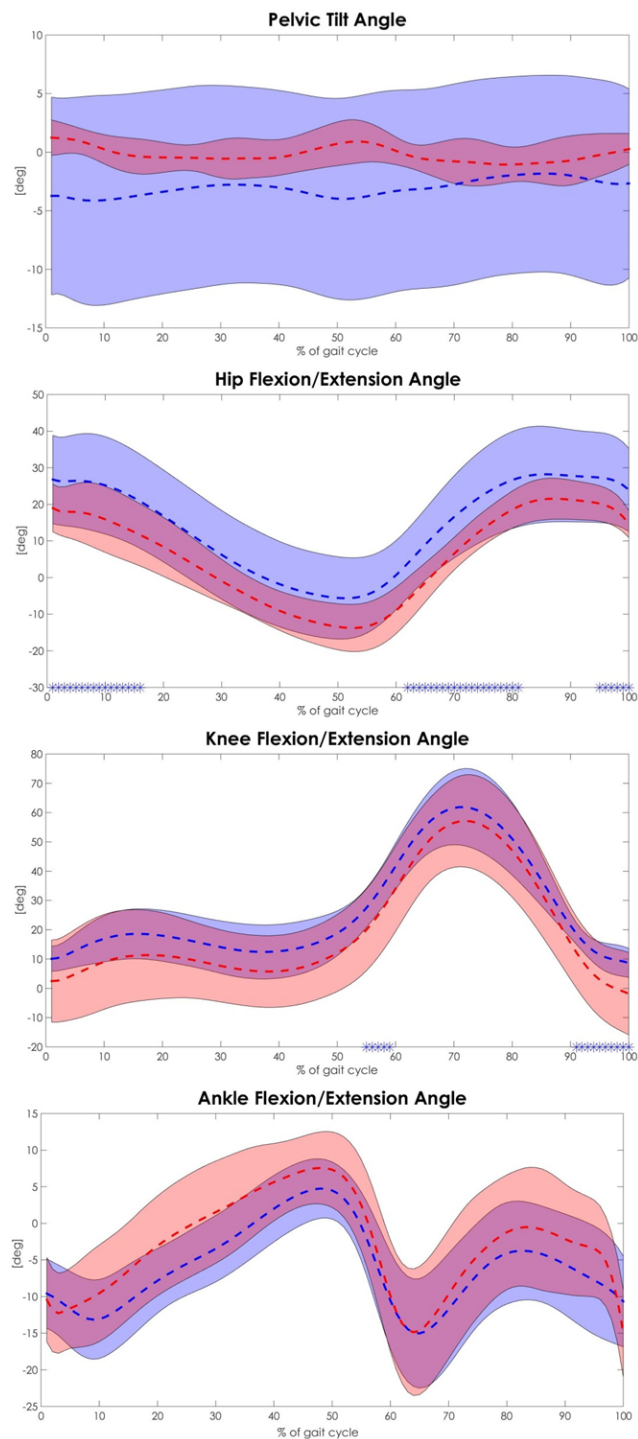 Pelvic Tilt Angle
10
5
0
-5
-10
-15
[deg]
0 10 20 30 40 50 60 70 80 90 100
% of gait cycle
Hip Flexion/Extension Angle
50
40
30
20
10
0
-10
-20
-30
[deg]
0 10 20 30 40 50 60 70 80 90 100
% of gait cycle
Knee Flexion/Extension Angle
80
70
60
50
40
30
20
10
0
-10
-20
[deg]
0 10 20 30 40 50 60 70 80 90 100
% of gait cycle
Ankle Flexion/Extension Angle
15
10
5
0
-5
-10
-15
-20
-25
[deg]
0 10 20 30 40 50 60 70 80 90 100
% of gait cycle